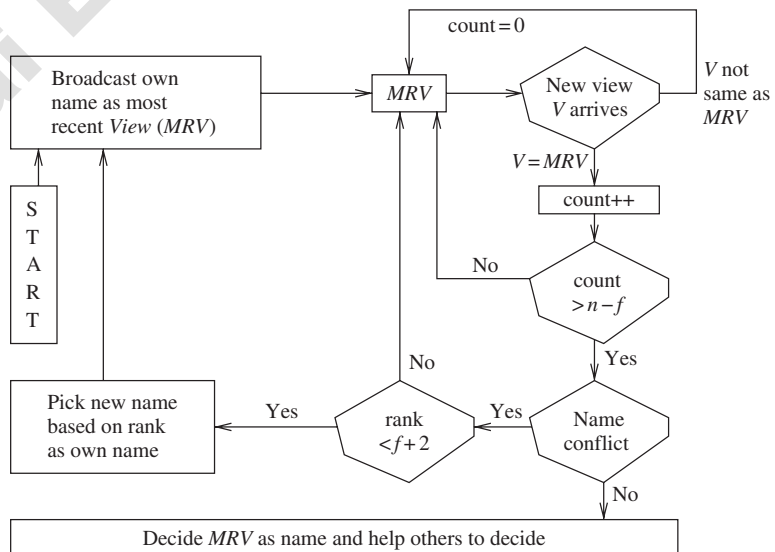 count = 0
Broadcast own
name as most
recent View (MRV)
MRV
New view
V arrives
V not
same as
MRV
V = MRV
count++
START
No
count
> n − f
Yes
No
Pick new name
based on rank
as own name
Yes
rank
< f + 2
Yes
Name
conflict
No
Decide MRV as name and help others to decide